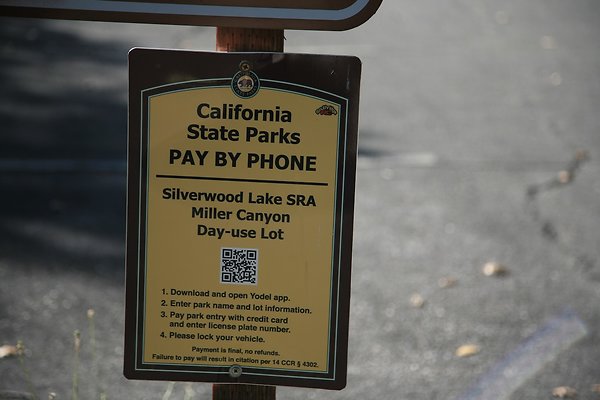 California
State Parks
PAY BY PHONE
Silverwood Lake SRA
Miller Canyon
Day-use Lot
1. Download and open Yodel app.
2. Enter park name and lot information.
3. Pay park entry with credit card
and enter license plate number.
4. Please lock your vehicle.
Payment is final, no refunds.
Failure to pay will result in citation per 14 CCR § 4302.